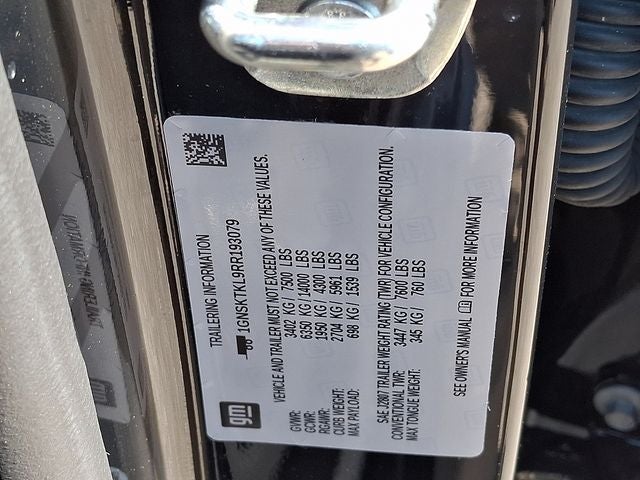 TRAILERING INFORMATION
1GNSKTKL9RR193079
VEHICLE AND TRAILER MUST NOT EXCEED ANY OF THESE VALUES.
GVWR: 3402 KG / 7500 LBS
GCWR: 6350 KG / 14000 LBS
RGAWR: 1950 KG / 4300 LBS
CURB WEIGHT: 2704 KG / 5961 LBS
MAX PAYLOAD: 698 KG / 1539 LBS
SAE J2807 TRAILER WEIGHT RATING (TWR) FOR VEHICLE CONFIGURATION.
CONVENTIONAL TWR: 3447 KG / 7600 LBS
MAX TONGUE WEIGHT: 345 KG / 760 LBS
SEE OWNER'S MANUAL FOR MORE INFORMATION
gm